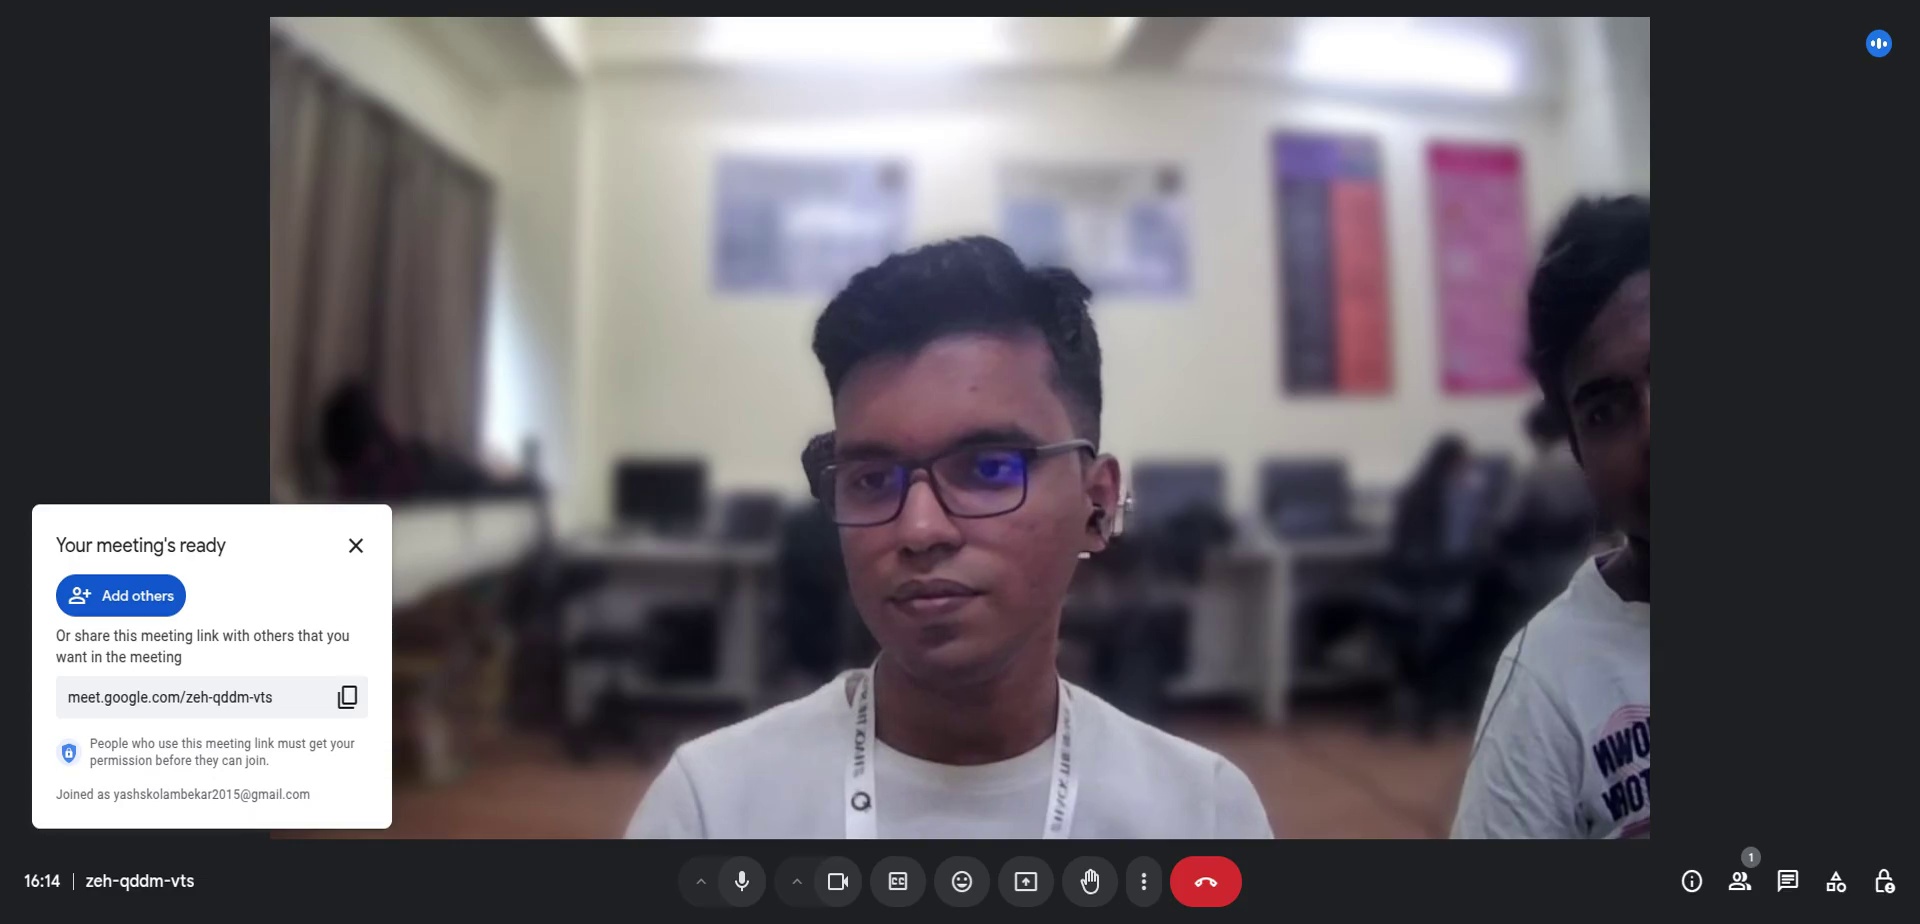 Your meeting's ready
Add others
Or share this meeting link with others that you
want in the meeting
meet.google.com/zeh-qddm-vts
People who use this meeting link must get your
permission before they can join.
Joined as yashskolambekar2015@gmail.com
16:14 | zeh-qddm-vts
CC
1